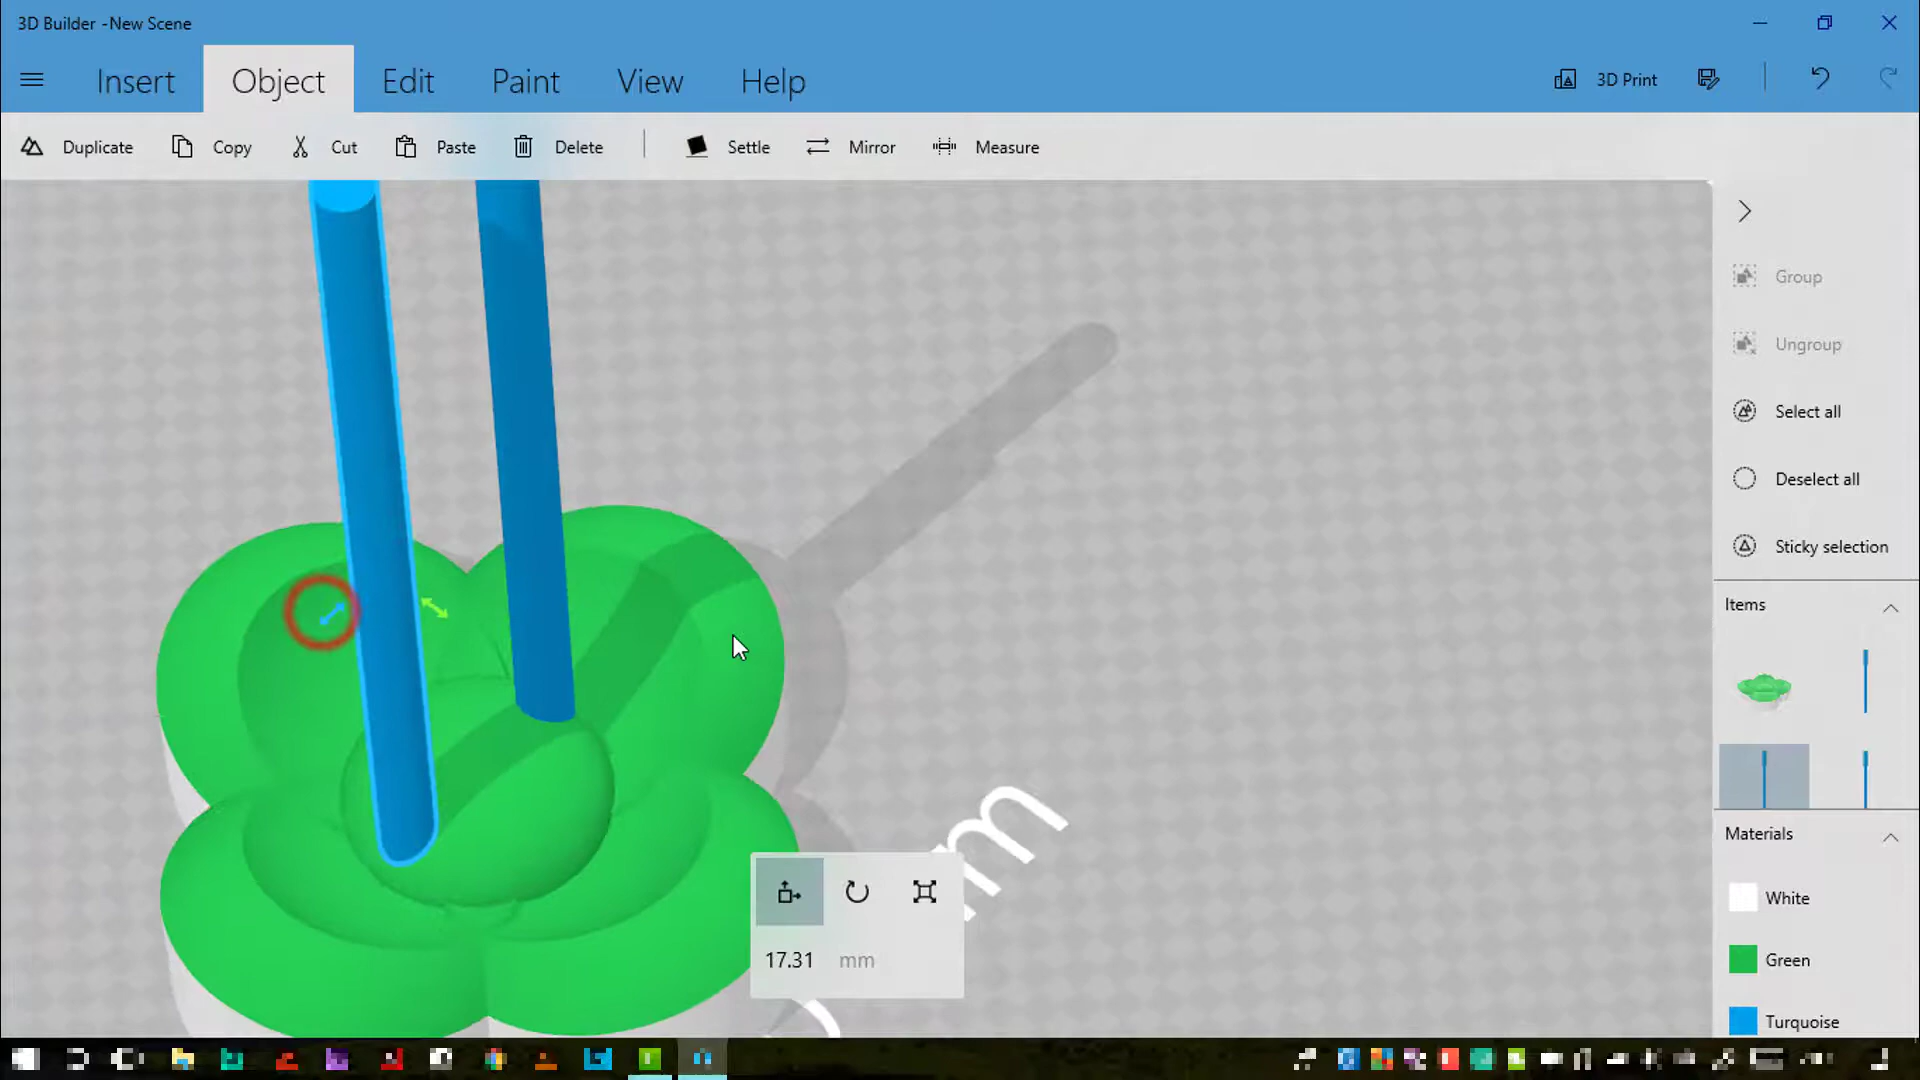 3D Builder -New Scene
Insert Object Edit Paint View Help
3D Print
Duplicate Copy Cut Paste Delete Settle Mirror Measure
Group
Ungroup
Select all
Deselect all
Sticky selection
Items
m
17.31 mm
Materials
White
Green
Turquoise